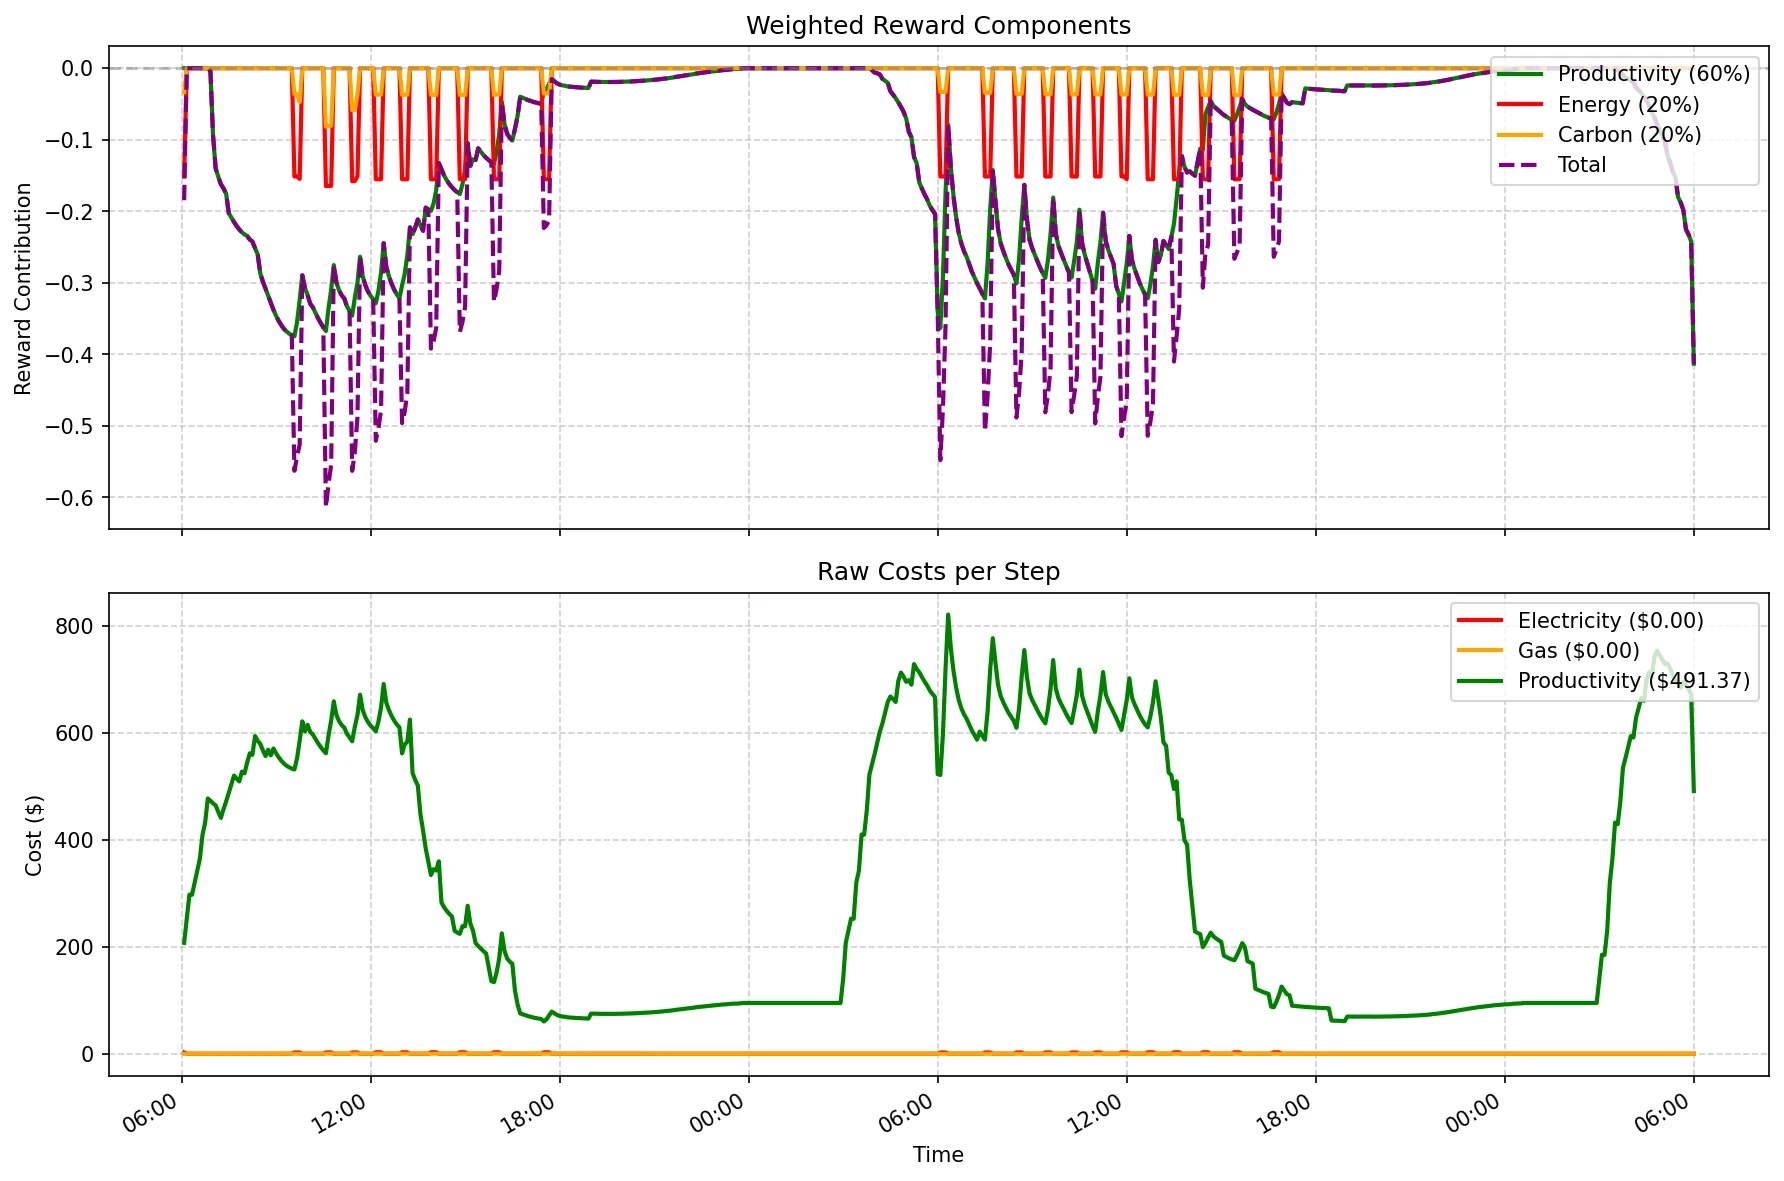 Weighted Reward Components
0.0
−0.1
−0.2
−0.3
−0.4
−0.5
−0.6
Reward Contribution
Productivity (60%)
Energy (20%)
Carbon (20%)
Total
Raw Costs per Step
800
600
400
200
0
Cost ($)
Electricity ($0.00)
Gas ($0.00)
Productivity ($491.37)
06:00
12:00
18:00
00:00
06:00
12:00
18:00
00:00
06:00
Time